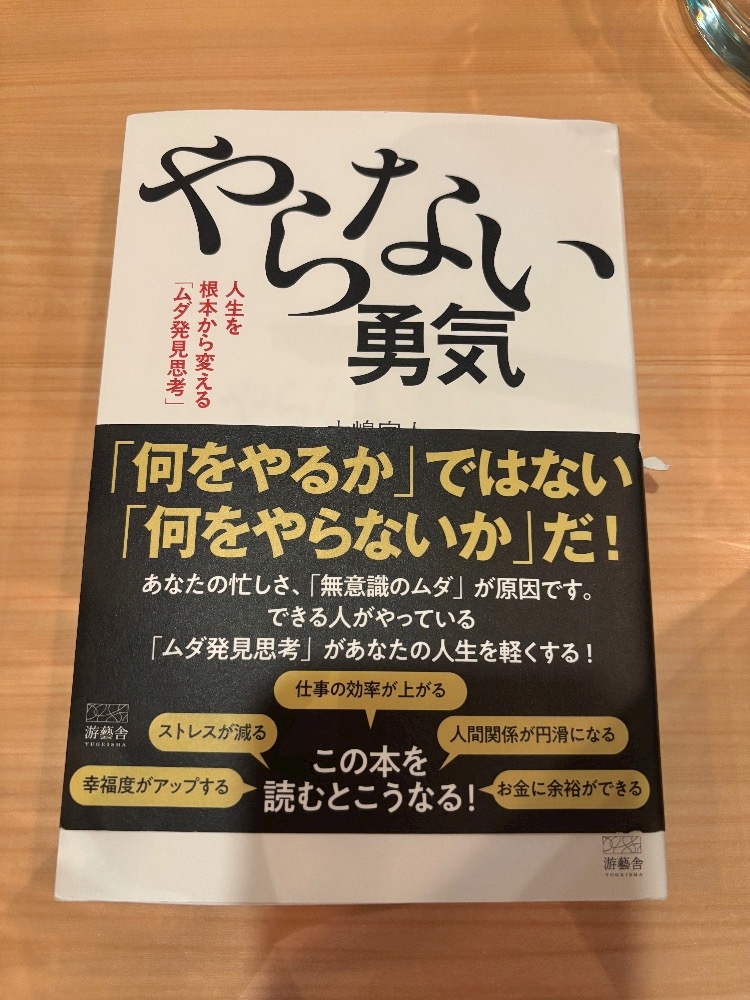 やらない
勇気
人生を
根本から変える
「ムダ発見思考」
「何をやるか」ではない
「何をやらないか」だ!
あなたの忙しさ、「無意識のムダ」が原因です。
できる人がやっている
「ムダ発見思考」があなたの人生を軽くする!
仕事の効率が上がる
ストレスが減る
人間関係が円滑になる
幸福度がアップする
お金に余裕ができる
この本を
読むとこうなる!
游藝舎
YUGEISHA
游藝舎
YUGEISHA